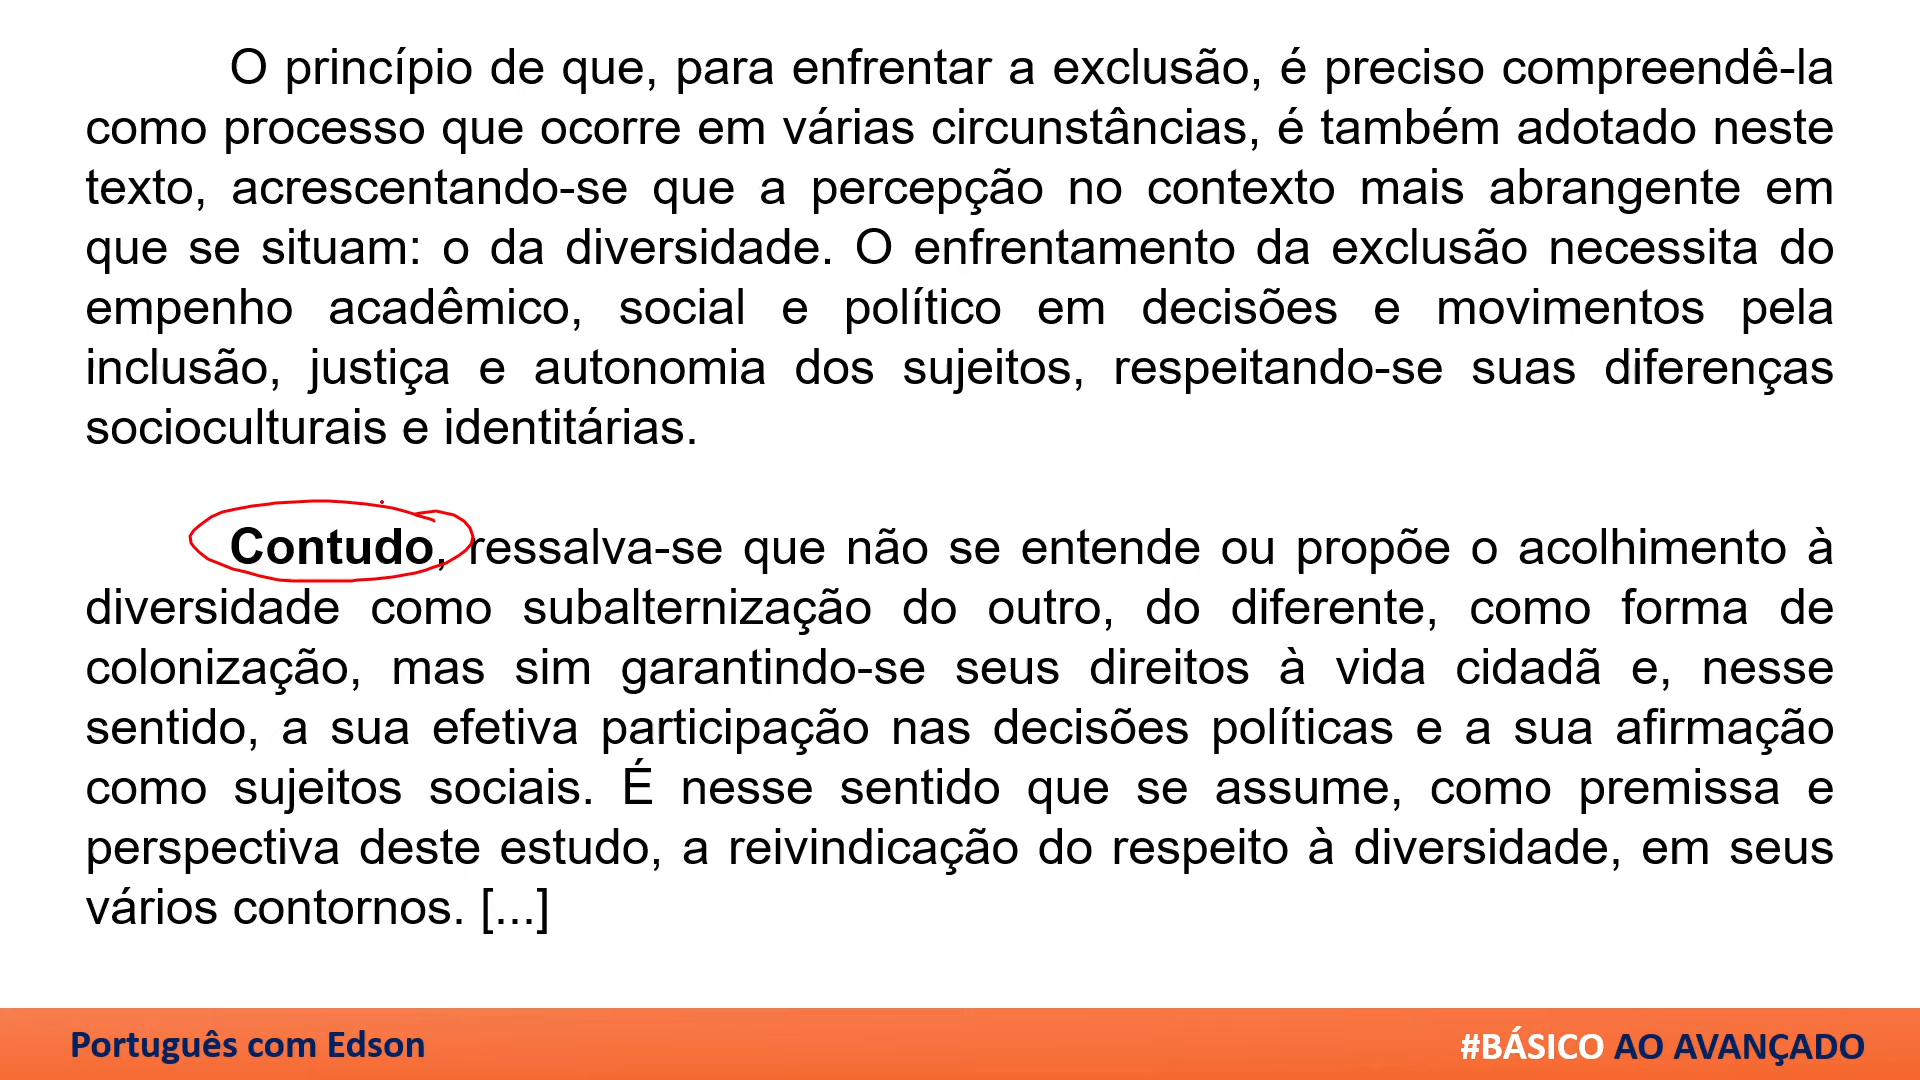 O princípio de que, para enfrentar a exclusão, é preciso compreendê-la
como processo que ocorre em várias circunstâncias, é também adotado neste
texto, acrescentando-se que a percepção no contexto mais abrangente em
que se situam: o da diversidade. O enfrentamento da exclusão necessita do
empenho acadêmico, social e político em decisões e movimentos pela
inclusão, justiça e autonomia dos sujeitos, respeitando-se suas diferenças
socioculturais e identitárias.
Contudo, ressalva-se que não se entende ou propõe o acolhimento à
diversidade como subalternização do outro, do diferente, como forma de
colonização, mas sim garantindo-se seus direitos à vida cidadã e, nesse
sentido, a sua efetiva participação nas decisões políticas e a sua afirmação
como sujeitos sociais. É nesse sentido que se assume, como premissa e
perspectiva deste estudo, a reivindicação do respeito à diversidade, em seus
vários contornos. [...]
Português com Edson
#BÁSICO AO AVANÇADO